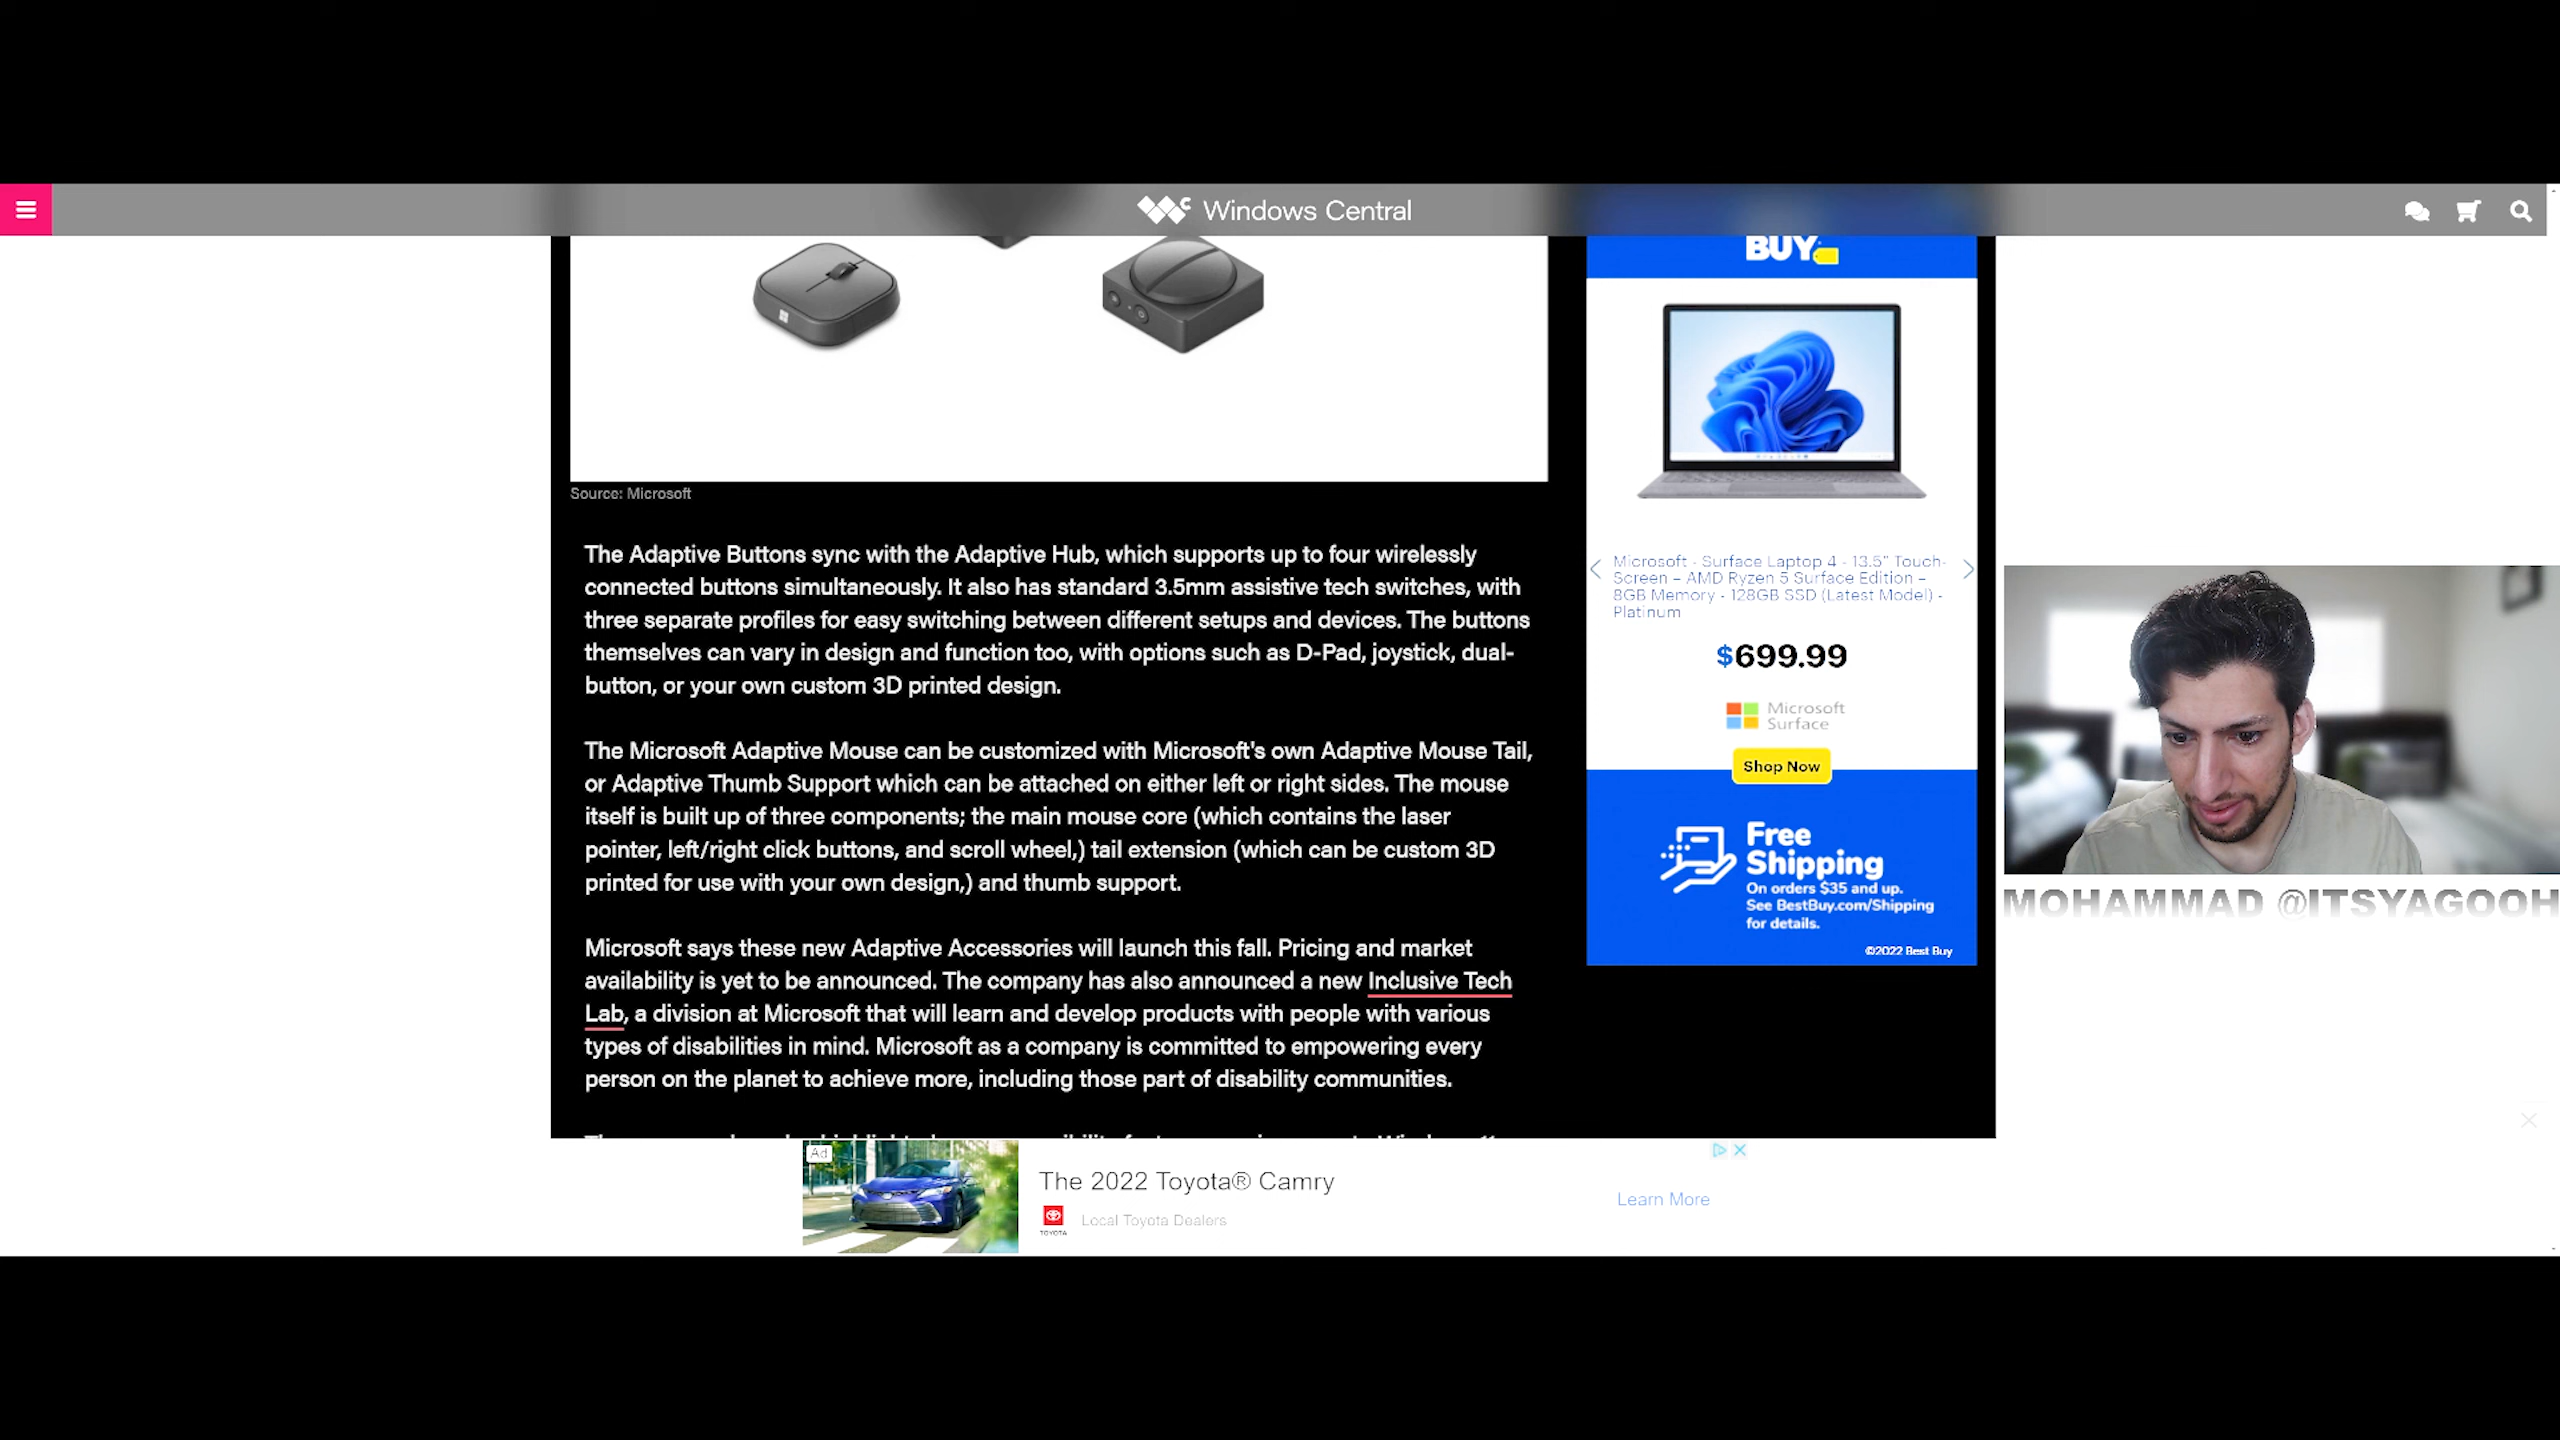 Windows Central
BUY
Source: Microsoft
The Adaptive Buttons sync with the Adaptive Hub, which supports up to four wirelessly
connected buttons simultaneously. It also has standard 3.5mm assistive tech switches, with
three separate profiles for easy switching between different setups and devices. The buttons
themselves can vary in design and function too, with options such as D-Pad, joystick, dual-
button, or your own custom 3D printed design.
The Microsoft Adaptive Mouse can be customized with Microsoft's own Adaptive Mouse Tail,
or Adaptive Thumb Support which can be attached on either left or right sides. The mouse
itself is built up of three components; the main mouse core (which contains the laser
pointer, left/right click buttons, and scroll wheel,) tail extension (which can be custom 3D
printed for use with your own design,) and thumb support.
Microsoft says these new Adaptive Accessories will launch this fall. Pricing and market
availability is yet to be announced. The company has also announced a new Inclusive Tech
Lab, a division at Microsoft that will learn and develop products with people with various
types of disabilities in mind. Microsoft as a company is committed to empowering every
person on the planet to achieve more, including those part of disability communities.
Microsoft - Surface Laptop 4 - 13.5" Touch-
Screen – AMD Ryzen 5 Surface Edition –
8GB Memory - 128GB SSD (Latest Model) -
Platinum
$699.99
Microsoft
Surface
Shop Now
Free
Shipping
On orders $35 and up.
See BestBuy.com/Shipping
for details.
©2022 Best Buy
MOHAMMAD @ITSYAGOOH
Ad
The 2022 Toyota® Camry
TOYOTA
Local Toyota Dealers
Learn More